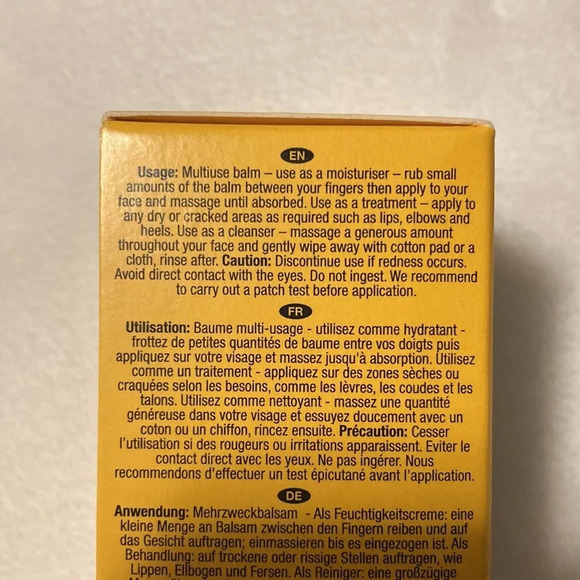 EN
Usage: Multiuse balm – use as a moisturiser – rub small
amounts of the balm between your fingers then apply to your
face and massage until absorbed. Use as a treatment – apply to
any dry or cracked areas as required such as lips, elbows and
heels. Use as a cleanser – massage a generous amount
throughout your face and gently wipe away with cotton pad or a
cloth, rinse after. Caution: Discontinue use if redness occurs.
Avoid direct contact with the eyes. Do not ingest. We recommend
to carry out a patch test before application.
FR
Utilisation: Baume multi-usage - utilisez comme hydratant -
frottez de petites quantités de baume entre vos doigts puis
appliquez sur votre visage et massez jusqu'à absorption. Utilisez
comme un traitement - appliquez sur des zones sèches ou
craquées selon les besoins, comme les lèvres, les coudes et les
talons. Utilisez comme nettoyant - massez une quantité
généreuse dans votre visage et essuyez doucement avec un
coton ou un chiffon, rincez ensuite. Précaution: Cesser
l'utilisation si des rougeurs ou irritations apparaissent. Eviter le
contact direct avec les yeux. Ne pas ingérer. Nous
recommendons d'effectuer un test épicutané avant l'application.
DE
Anwendung: Mehrzweckbalsam - Als Feuchtigkeitscreme: eine
kleine Menge an Balsam zwischen den Fingern reiben und auf
das Gesicht auftragen; einmassieren bis es eingezogen ist. Als
Behandlung: auf trockene oder rissige Stellen auftragen, wie
Lippen, Ellbogen und Fersen. Als Reiniger: eine großzügige